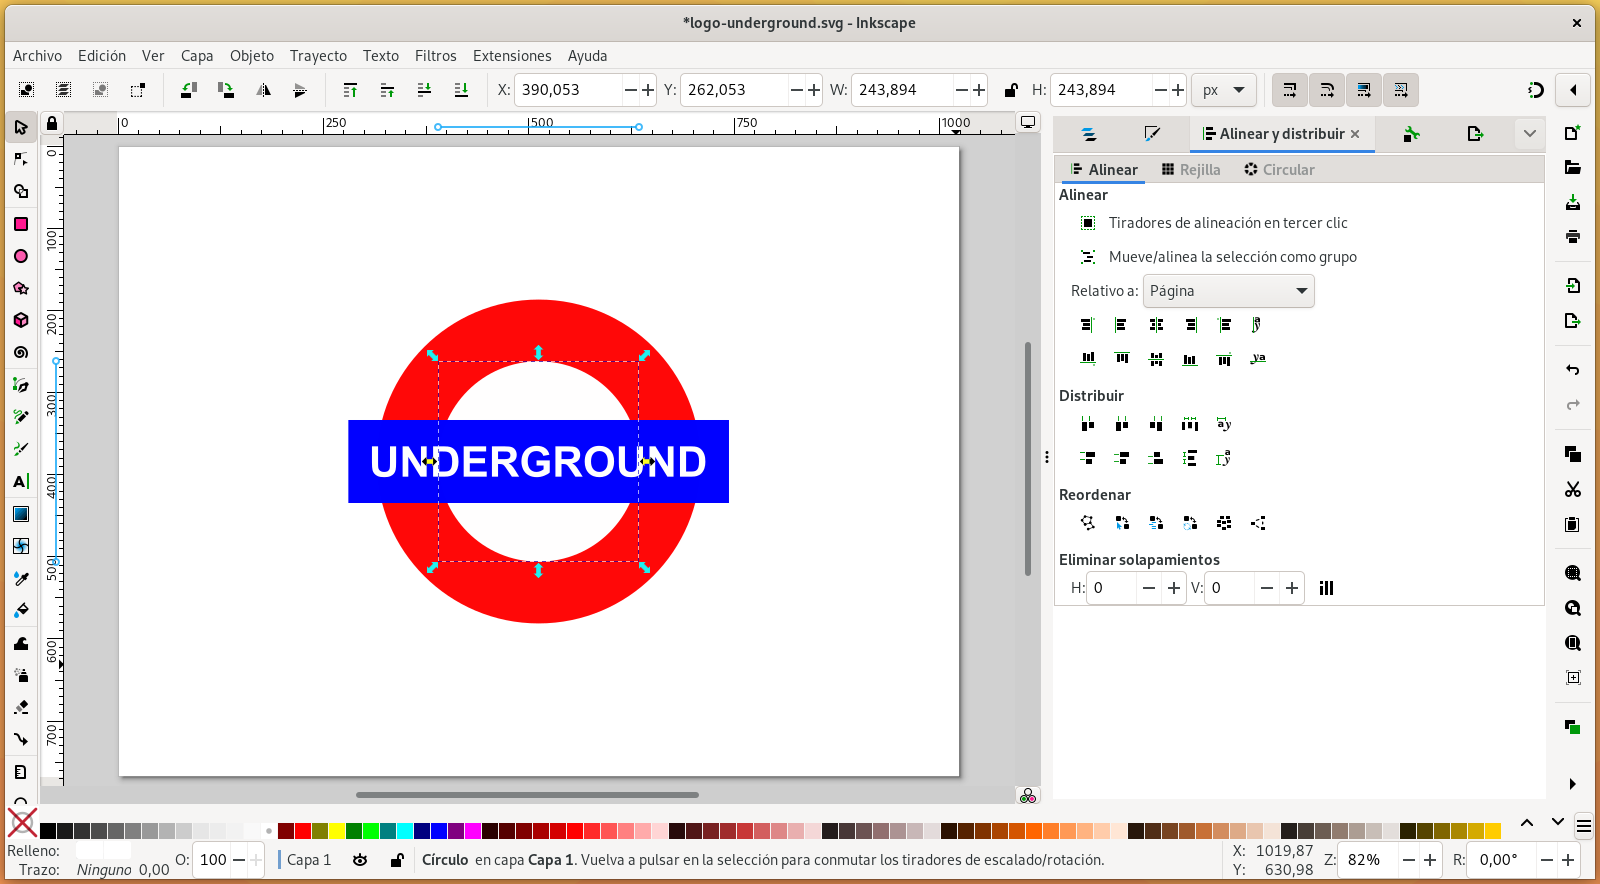 *logo-underground.svg - Inkscape
Archivo Edición Ver Capa Objeto Trayecto Texto Filtros Extensiones Ayuda
X: 390,053 Y: 262,053 W: 243,894 H: 243,894 px
0 250 500 750 1000
Alinear y distribuir
Alinear Rejilla Circular
Alinear
Tiradores de alineación en tercer clic
Mueve/alinea la selección como grupo
Relativo a: Página
Distribuir
Reordenar
Eliminar solapamientos
H: 0 V: 0
0
100
200
300
400
500
600
700
UNDERGROUND
Relleno:
Trazo: Ninguno 0,00
O: 100
Capa 1
Círculo en capa Capa 1. Vuelva a pulsar en la selección para conmutar los tiradores de escalado/rotación.
X: 1019,87
Y: 630,98
Z: 82%
R: 0,00°